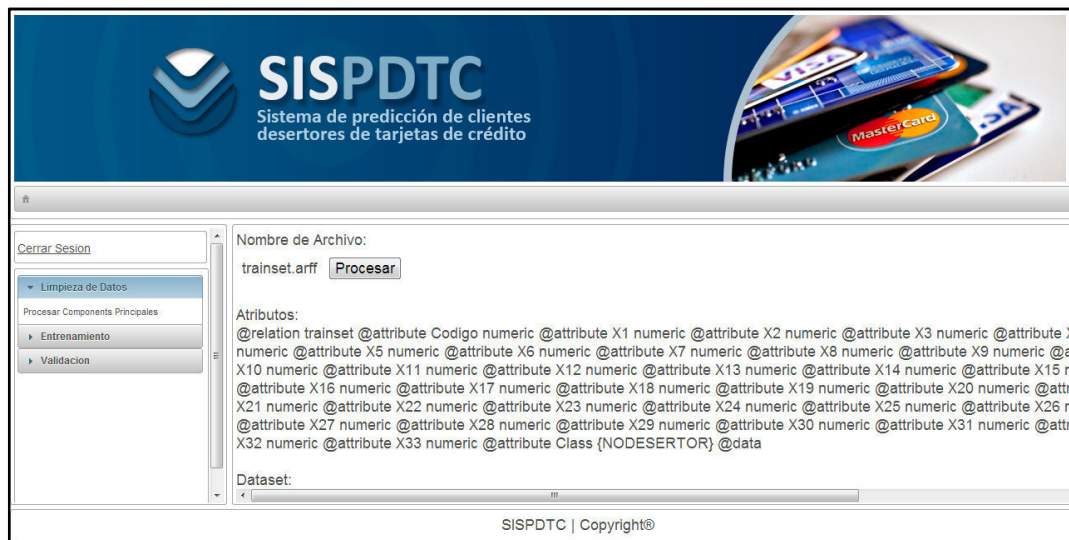 SISPDTC
Sistema de predicción de clientes
desertores de tarjetas de crédito
VISA
MasterCard
VISA
Cerrar Sesion
Limpieza de Datos
Procesar Components Principales
Entrenamiento
Validacion
Nombre de Archivo:
trainset.arff Procesar
Atributos:
@relation trainset @attribute Codigo numeric @attribute X1 numeric @attribute X2 numeric @attribute X3 numeric @attribute
numeric @attribute X5 numeric @attribute X6 numeric @attribute X7 numeric @attribute X8 numeric @attribute X9 numeric
X10 numeric @attribute X11 numeric @attribute X12 numeric @attribute X13 numeric @attribute X14 numeric @attribute X15
@attribute X16 numeric @attribute X17 numeric @attribute X18 numeric @attribute X19 numeric @attribute X20 numeric
X21 numeric @attribute X22 numeric @attribute X23 numeric @attribute X24 numeric @attribute X25 numeric @attribute X26
@attribute X27 numeric @attribute X28 numeric @attribute X29 numeric @attribute X30 numeric @attribute X31 numeric
X32 numeric @attribute X33 numeric @attribute Class {NODESERTOR} @data
Dataset:
SISPDTC | Copyright®